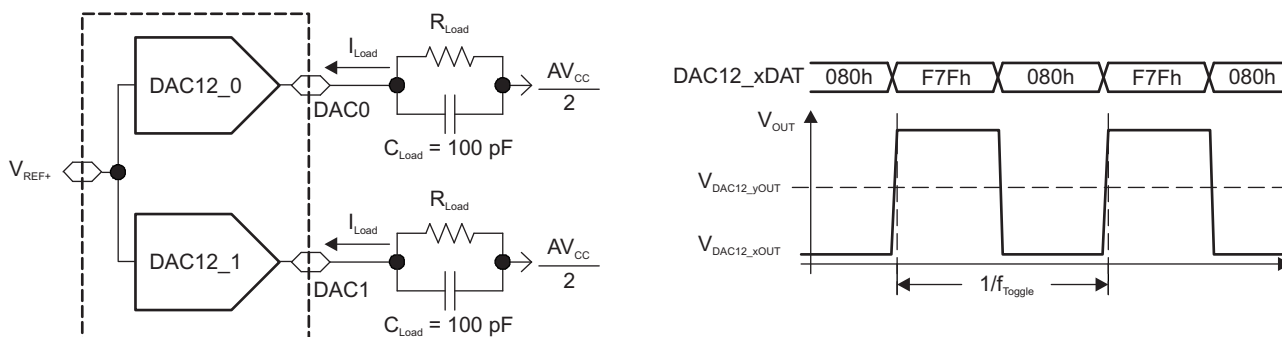 DAC12_0
I_Load
R_Load
DAC0
AV_CC
2
C_Load = 100 pF
V_REF+
DAC12_1
I_Load
R_Load
DAC1
AV_CC
2
C_Load = 100 pF
DAC12_xDAT
080h
F7Fh
080h
F7Fh
080h
V_OUT
V_DAC12_yOUT
V_DAC12_xOUT
1/f_Toggle